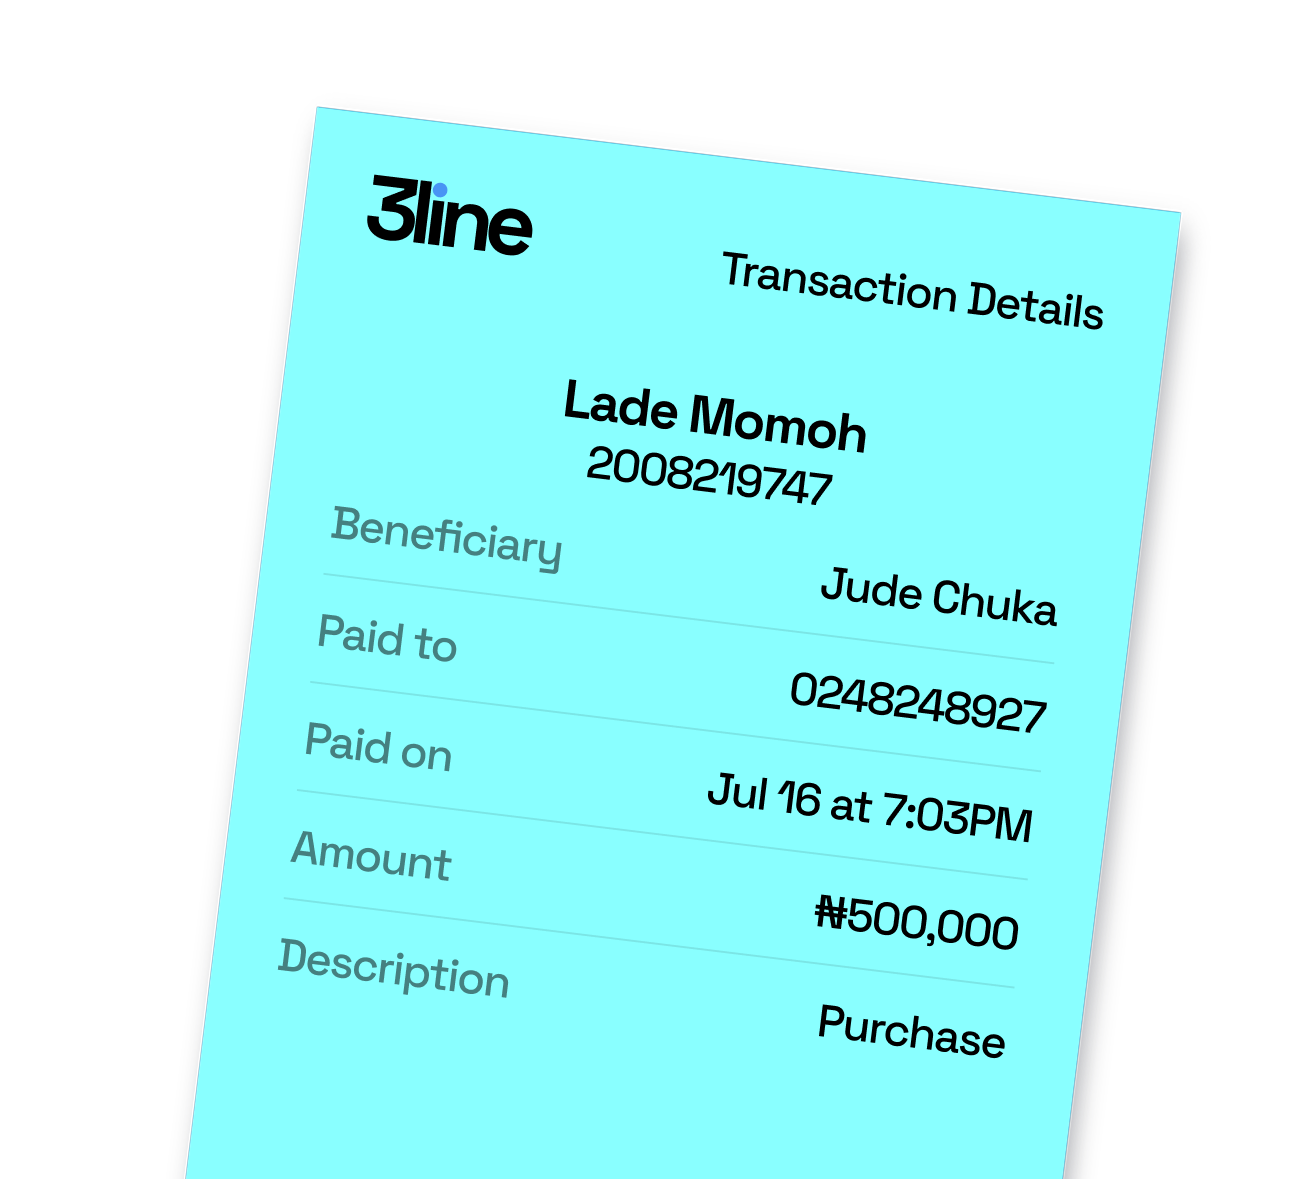 3line
Transaction Details
Lade Momoh
2008219747
Beneficiary Jude Chuka
Paid to 0248248927
Paid on Jul 16 at 7:03PM
Amount ₦500,000
Description Purchase